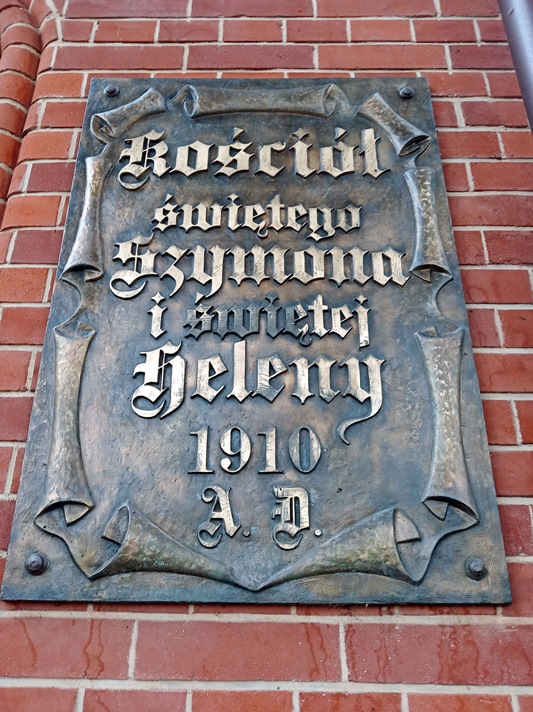 Kościół
świętego
Szymona
i świętej
Heleny
1910
A. D.